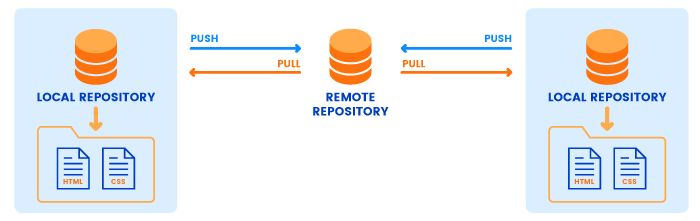 PUSH
PULL
LOCAL REPOSITORY
HTML
CSS
REMOTE
REPOSITORY
PUSH
PULL
LOCAL REPOSITORY
HTML
CSS